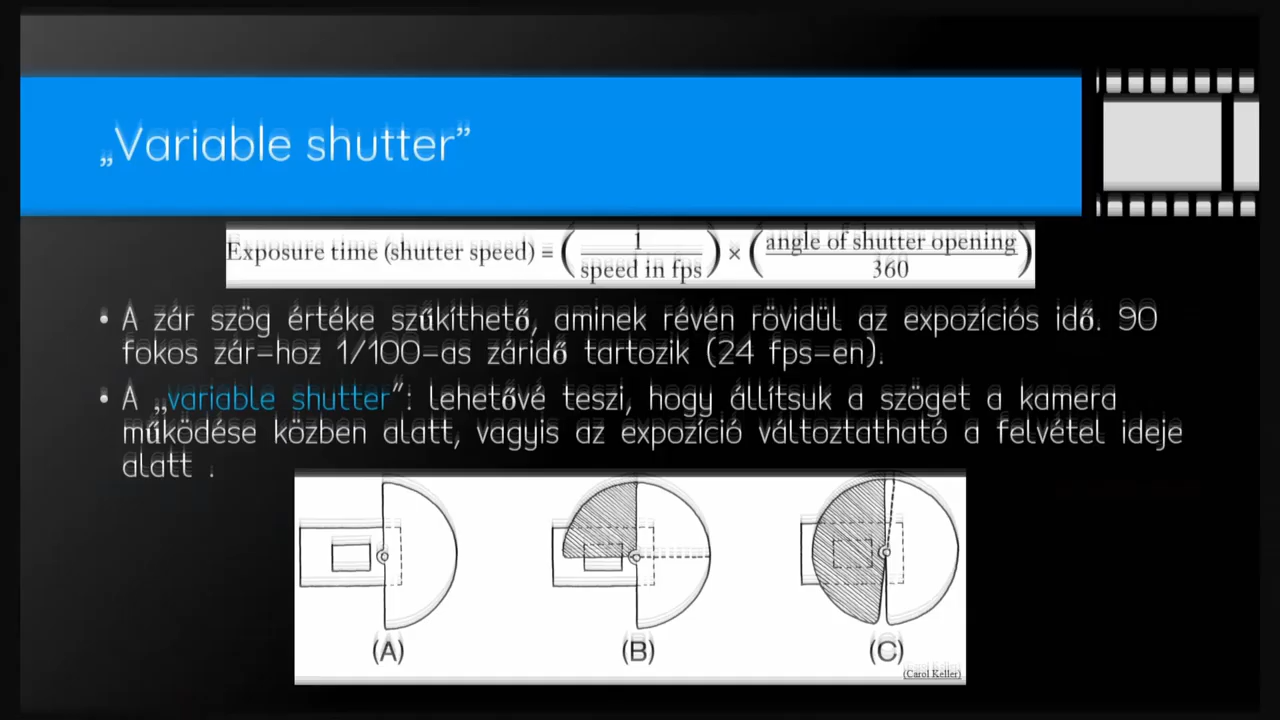 „Variable shutter”
Exposure time (shutter speed) = ( 1 / speed in fps ) × ( angle of shutter opening / 360 )
• A zár szög értéke szűkíthető, aminek révén rövidül az expozíciós idő. 90
fokos zár-hoz 1/100-as záridő tartozik (24 fps-en).
• A „variable shutter”: lehetővé teszi, hogy állítsuk a szöget a kamera
működése közben alatt, vagyis az expozíció változtatható a felvétel ideje
alatt .
(A) (B) (C)
(Carol Keller)